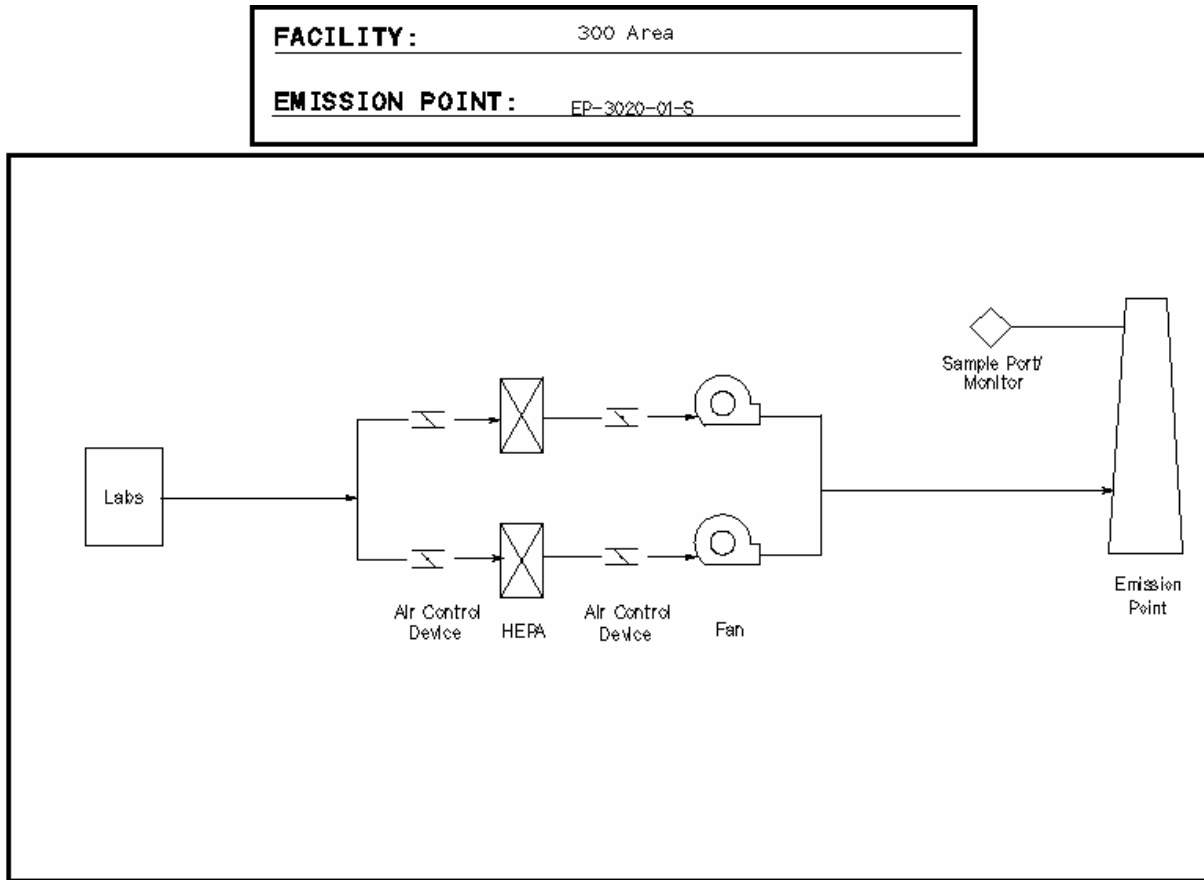 FACILITY: 300 Area
EMISSION POINT: EP-3020-01-S
Sample Port/
Monitor
Labs
Air Control
Device
HEPA
Air Control
Device
Fan
Emission
Point